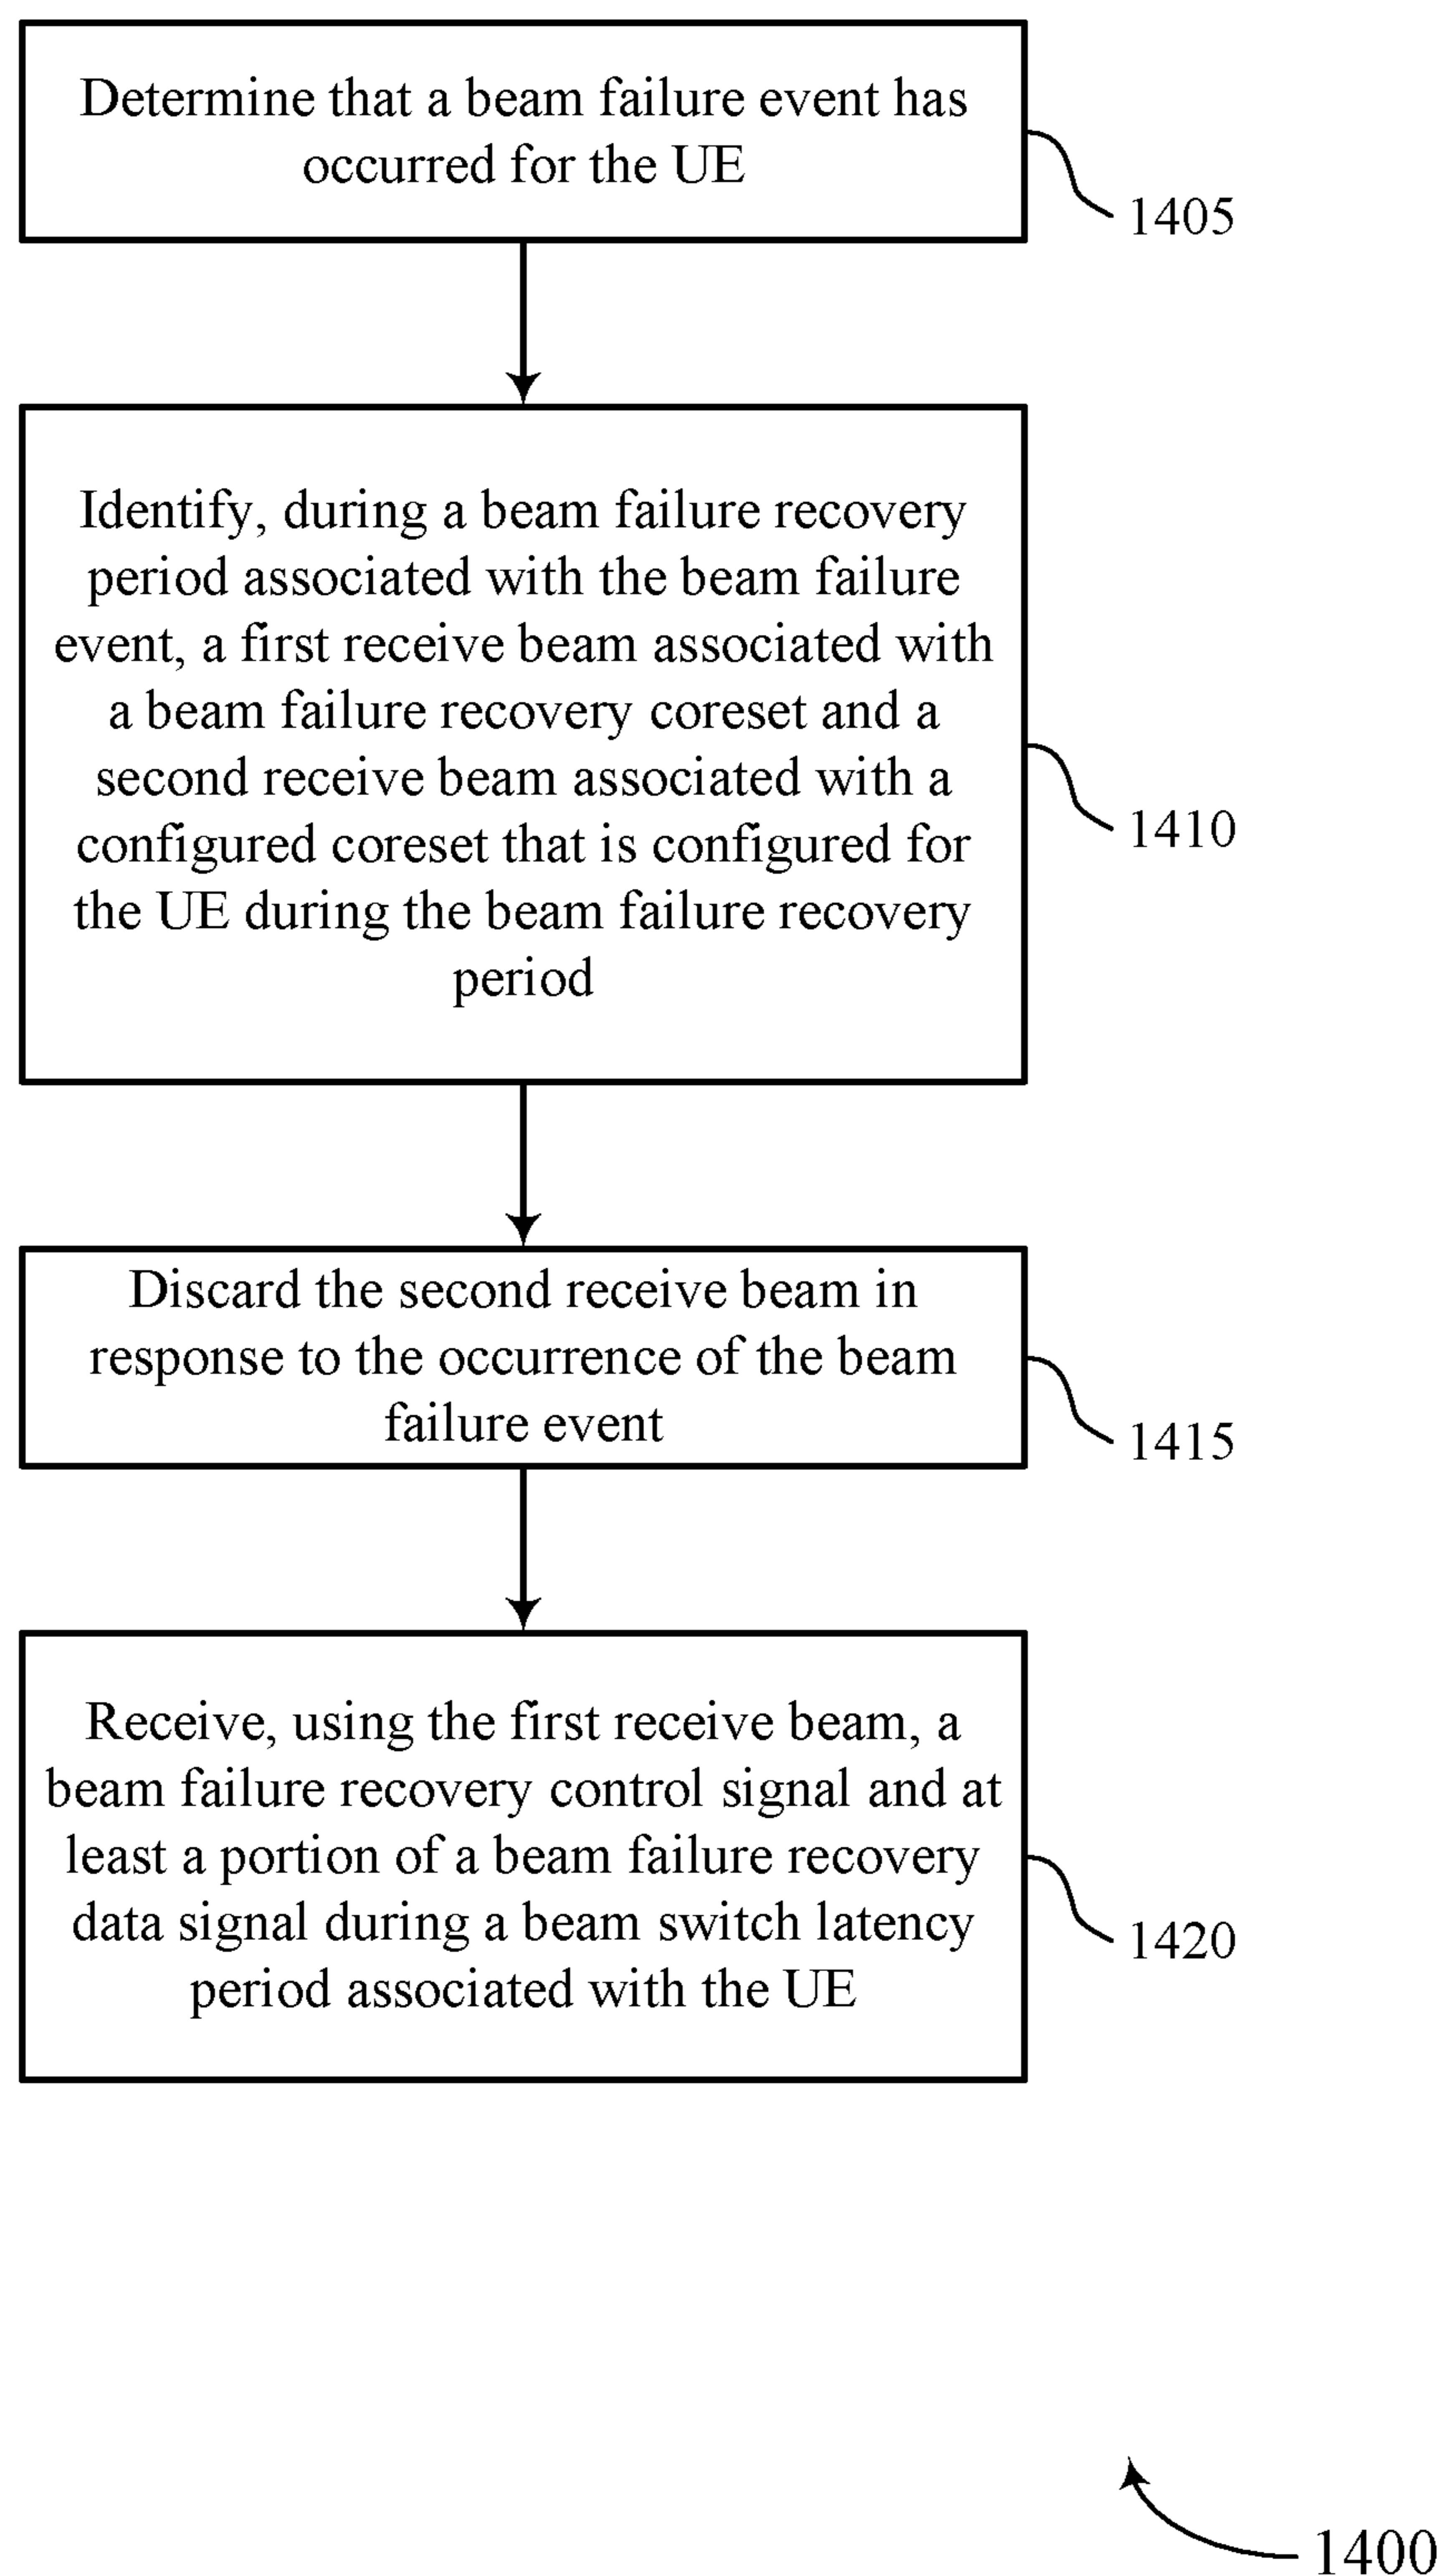 Determine that a beam failure event has
occurred for the UE
1405
Identify, during a beam failure recovery
period associated with the beam failure
event, a first receive beam associated with
a beam failure recovery coreset and a
second receive beam associated with a
configured coreset that is configured for
the UE during the beam failure recovery
period
1410
Discard the second receive beam in
response to the occurrence of the beam
failure event
1415
Receive, using the first receive beam, a
beam failure recovery control signal and at
least a portion of a beam failure recovery
data signal during a beam switch latency
period associated with the UE
1420
1400